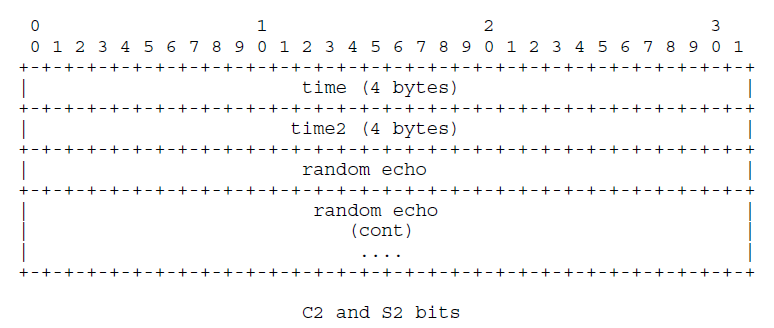 0                   1                   2                   3
 0 1 2 3 4 5 6 7 8 9 0 1 2 3 4 5 6 7 8 9 0 1 2 3 4 5 6 7 8 9 0 1
+-+-+-+-+-+-+-+-+-+-+-+-+-+-+-+-+-+-+-+-+-+-+-+-+-+-+-+-+-+-+-+-+
|                        time (4 bytes)                         |
+-+-+-+-+-+-+-+-+-+-+-+-+-+-+-+-+-+-+-+-+-+-+-+-+-+-+-+-+-+-+-+-+
|                       time2 (4 bytes)                         |
+-+-+-+-+-+-+-+-+-+-+-+-+-+-+-+-+-+-+-+-+-+-+-+-+-+-+-+-+-+-+-+-+
|                        random echo                            |
+-+-+-+-+-+-+-+-+-+-+-+-+-+-+-+-+-+-+-+-+-+-+-+-+-+-+-+-+-+-+-+-+
|                         random echo                           |
|                            (cont)                             |
|                             ....                              |
+-+-+-+-+-+-+-+-+-+-+-+-+-+-+-+-+-+-+-+-+-+-+-+-+-+-+-+-+-+-+-+-+
                         C2 and S2 bits